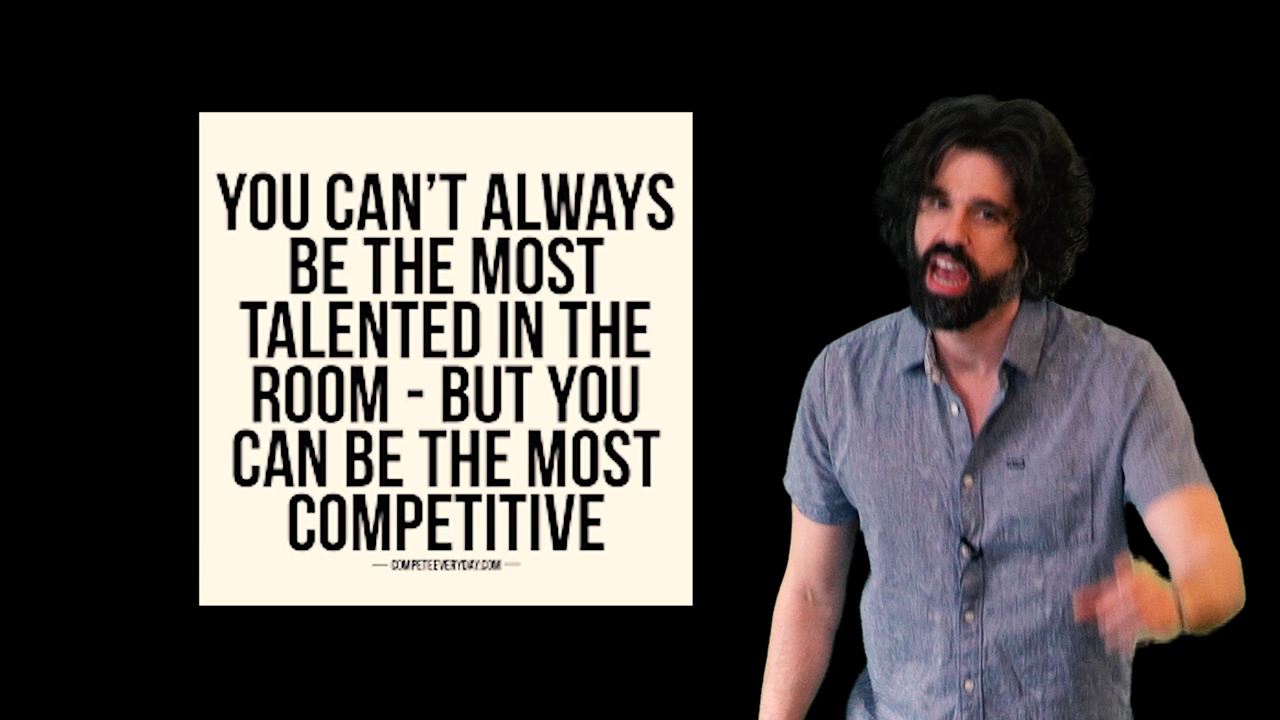 YOU CAN'T ALWAYS
BE THE MOST
TALENTED IN THE
ROOM - BUT YOU
CAN BE THE MOST
COMPETITIVE
COMPETEEVERYDAY.COM